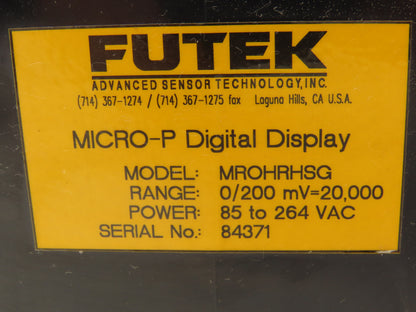 FUTEK
ADVANCED SENSOR TECHNOLOGY, INC.
(714) 367-1274 / (714) 367-1275 fax Laguna Hills, CA U.S.A.
MICRO-P Digital Display
MODEL: MROHRHSG
RANGE: 0/200 mV=20,000
POWER: 85 to 264 VAC
SERIAL No.: 84371